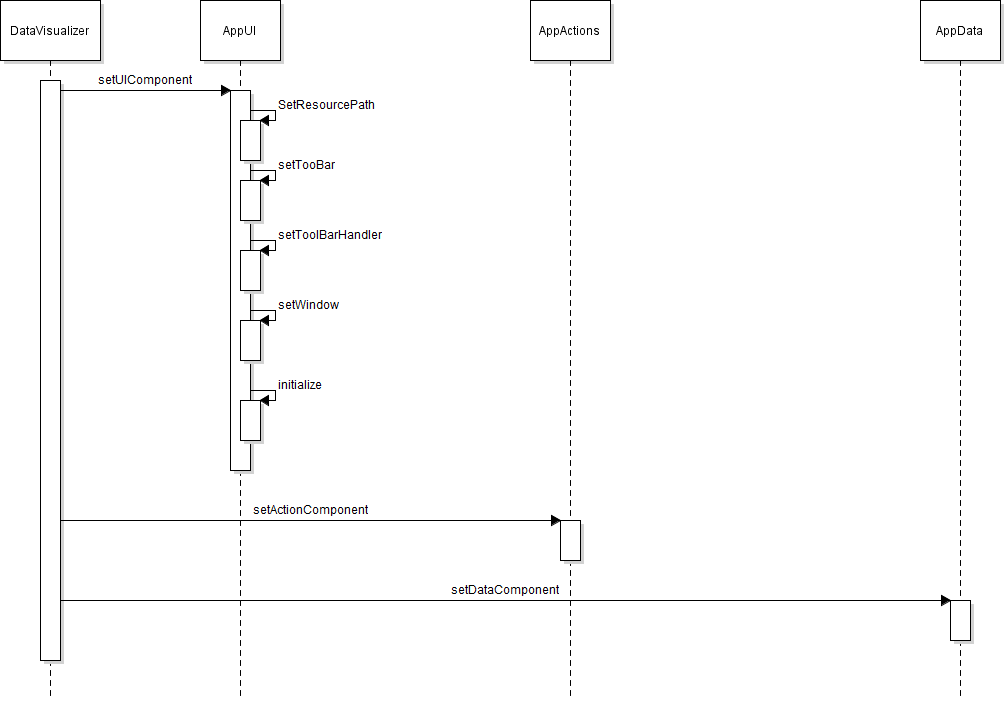 DataVisualizer
AppUI
AppActions
AppData
setUIComponent
SetResourcePath
setTooBar
setToolBarHandler
setWindow
initialize
setActionComponent
setDataComponent